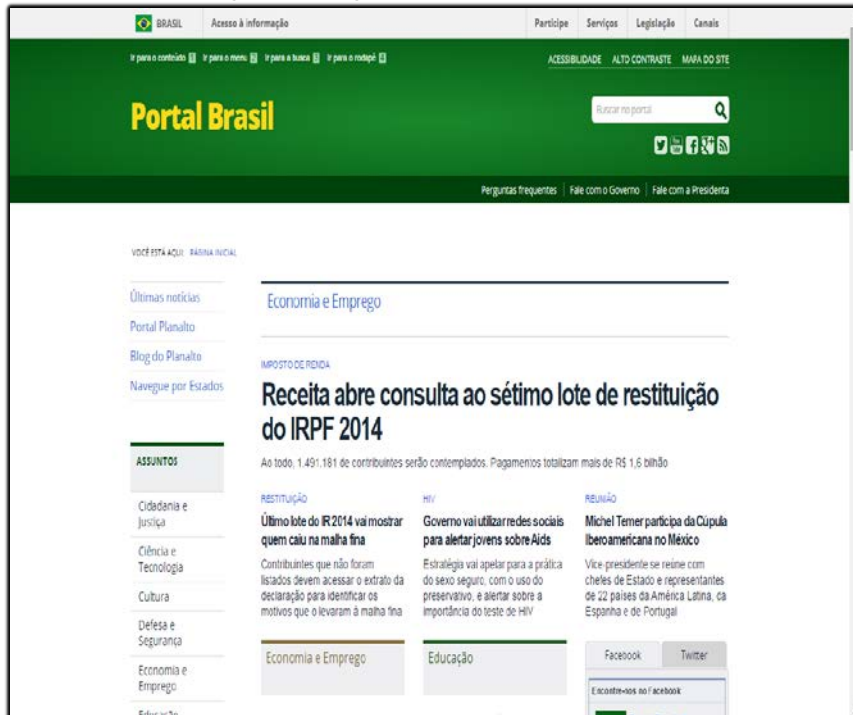 BRASIL Acesso à informação Participe Serviços Legislação Canais
Ir para o conteúdo 1 Ir para o menu 2 Ir para a busca 3 Ir para o rodapé 4 ACESSIBILIDADE ALTO CONTRASTE MAPA DO SITE
Portal Brasil
Buscar no portal
Perguntas frequentes | Fale com o Governo | Fale com a Presidenta
VOCÊ ESTÁ AQUI: PÁGINA INICIAL
Últimas notícias
Portal Planalto
Blog do Planalto
Navegue por Estados
ASSUNTOS
Cidadania e
Justiça
Ciência e
Tecnologia
Cultura
Defesa e
Segurança
Economia e
Emprego
Educação
Economia e Emprego
IMPOSTO DE RENDA
Receita abre consulta ao sétimo lote de restituição
do IRPF 2014
Ao todo, 1.491.181 de contribuintes serão contemplados. Pagamentos totalizam mais de R$ 1,6 bilhão
RESTITUIÇÃO
Último lote do IR 2014 vai mostrar
quem caiu na malha fina
Contribuintes que não foram
listados devem acessar o extrato da
declaração para identificar os
motivos que o levaram à malha fina
HIV
Governo vai utilizar redes sociais
para alertar jovens sobre Aids
Estratégia vai apelar para a prática
do sexo seguro, com o uso do
preservativo, e alertar sobre a
importância do teste de HIV
REUNIÃO
Michel Temer participa da Cúpula
Iberoamericana no México
Vice-presidente se reúne com
chefes de Estado e representantes
de 22 países da América Latina, da
Espanha e de Portugal
Economia e Emprego
Educação
Facebook Twitter
Encontre-nos no Facebook